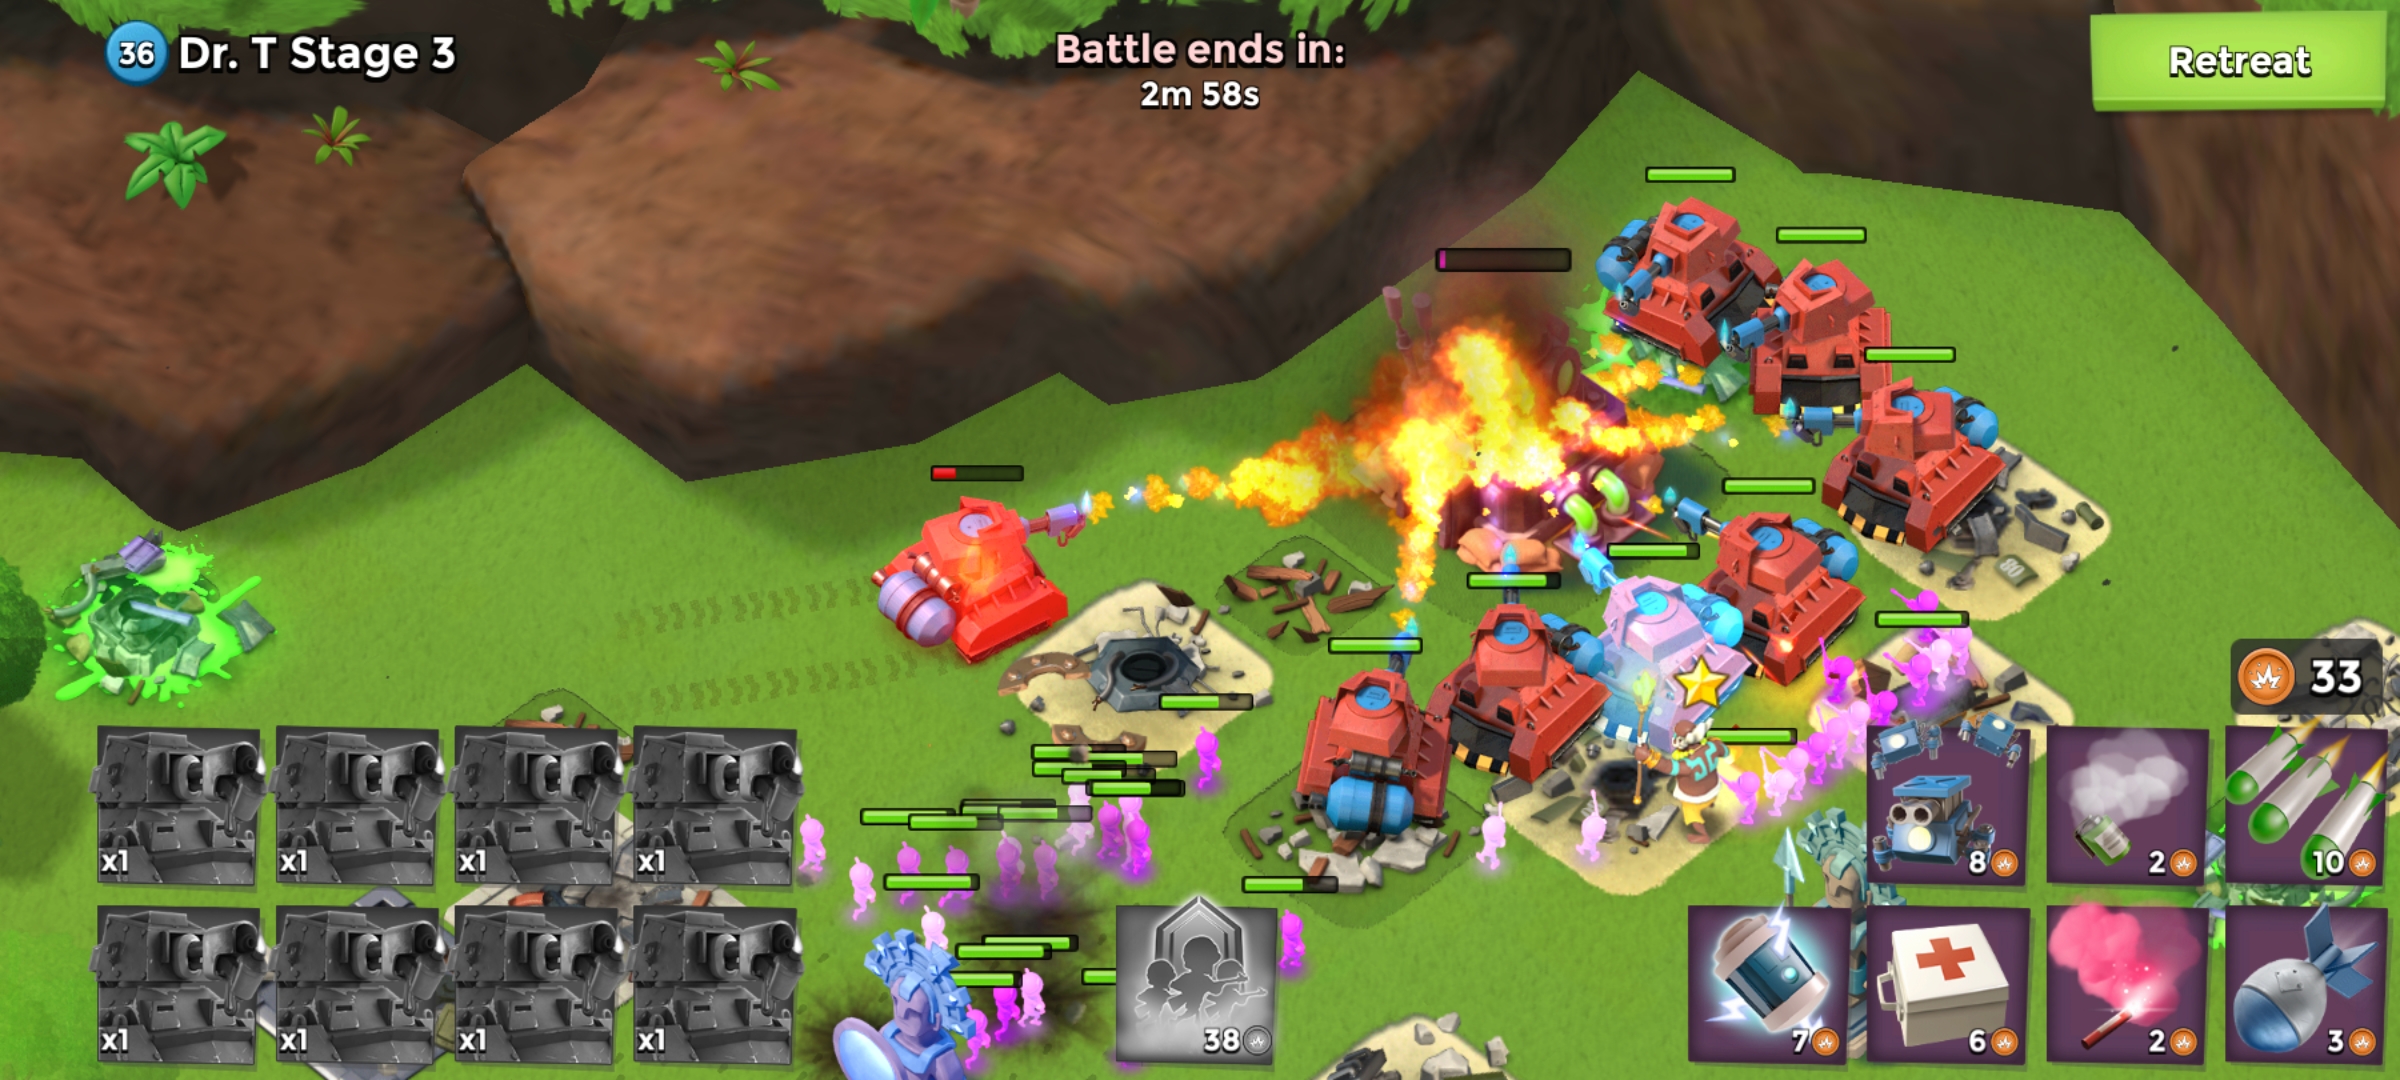 36 Dr. T Stage 3
Battle ends in:
2m 58s
Retreat
33
x1 x1 x1 x1
8 2 10
x1 x1 x1 x1
38
7 6 2 3